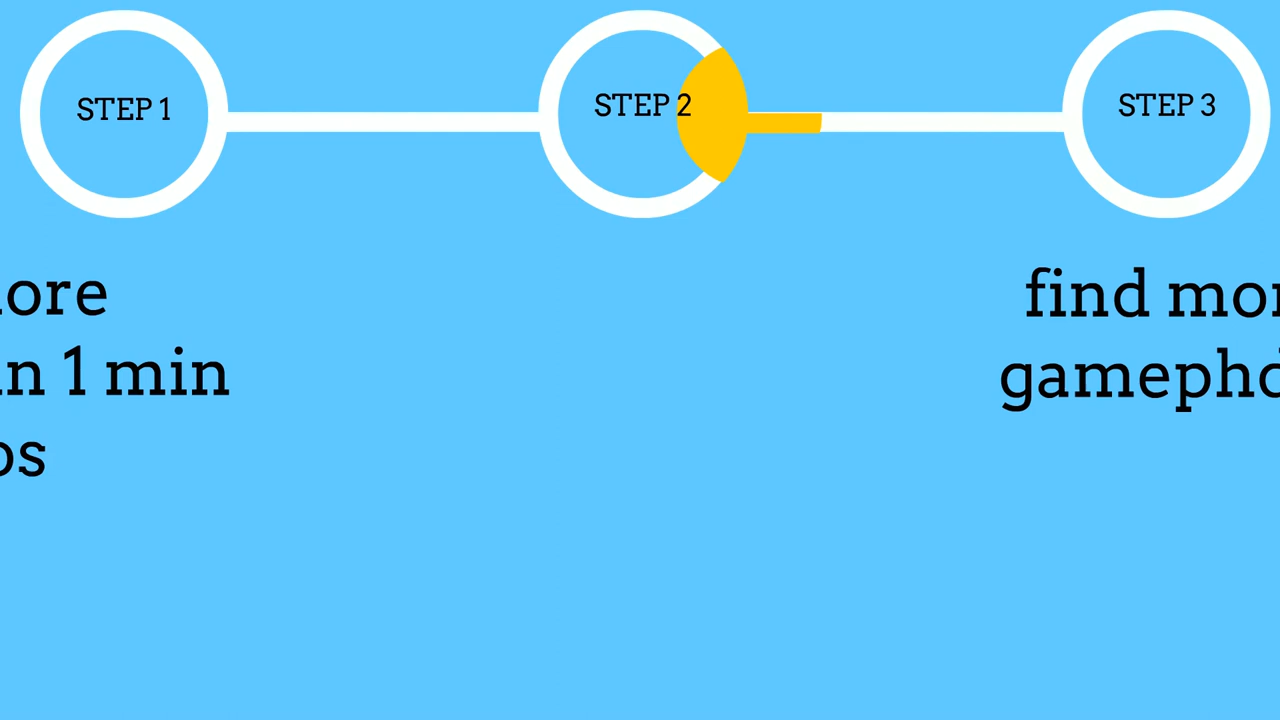 STEP 1
STEP 2
STEP 3
ore
n 1 min
os
find mor
gamepho